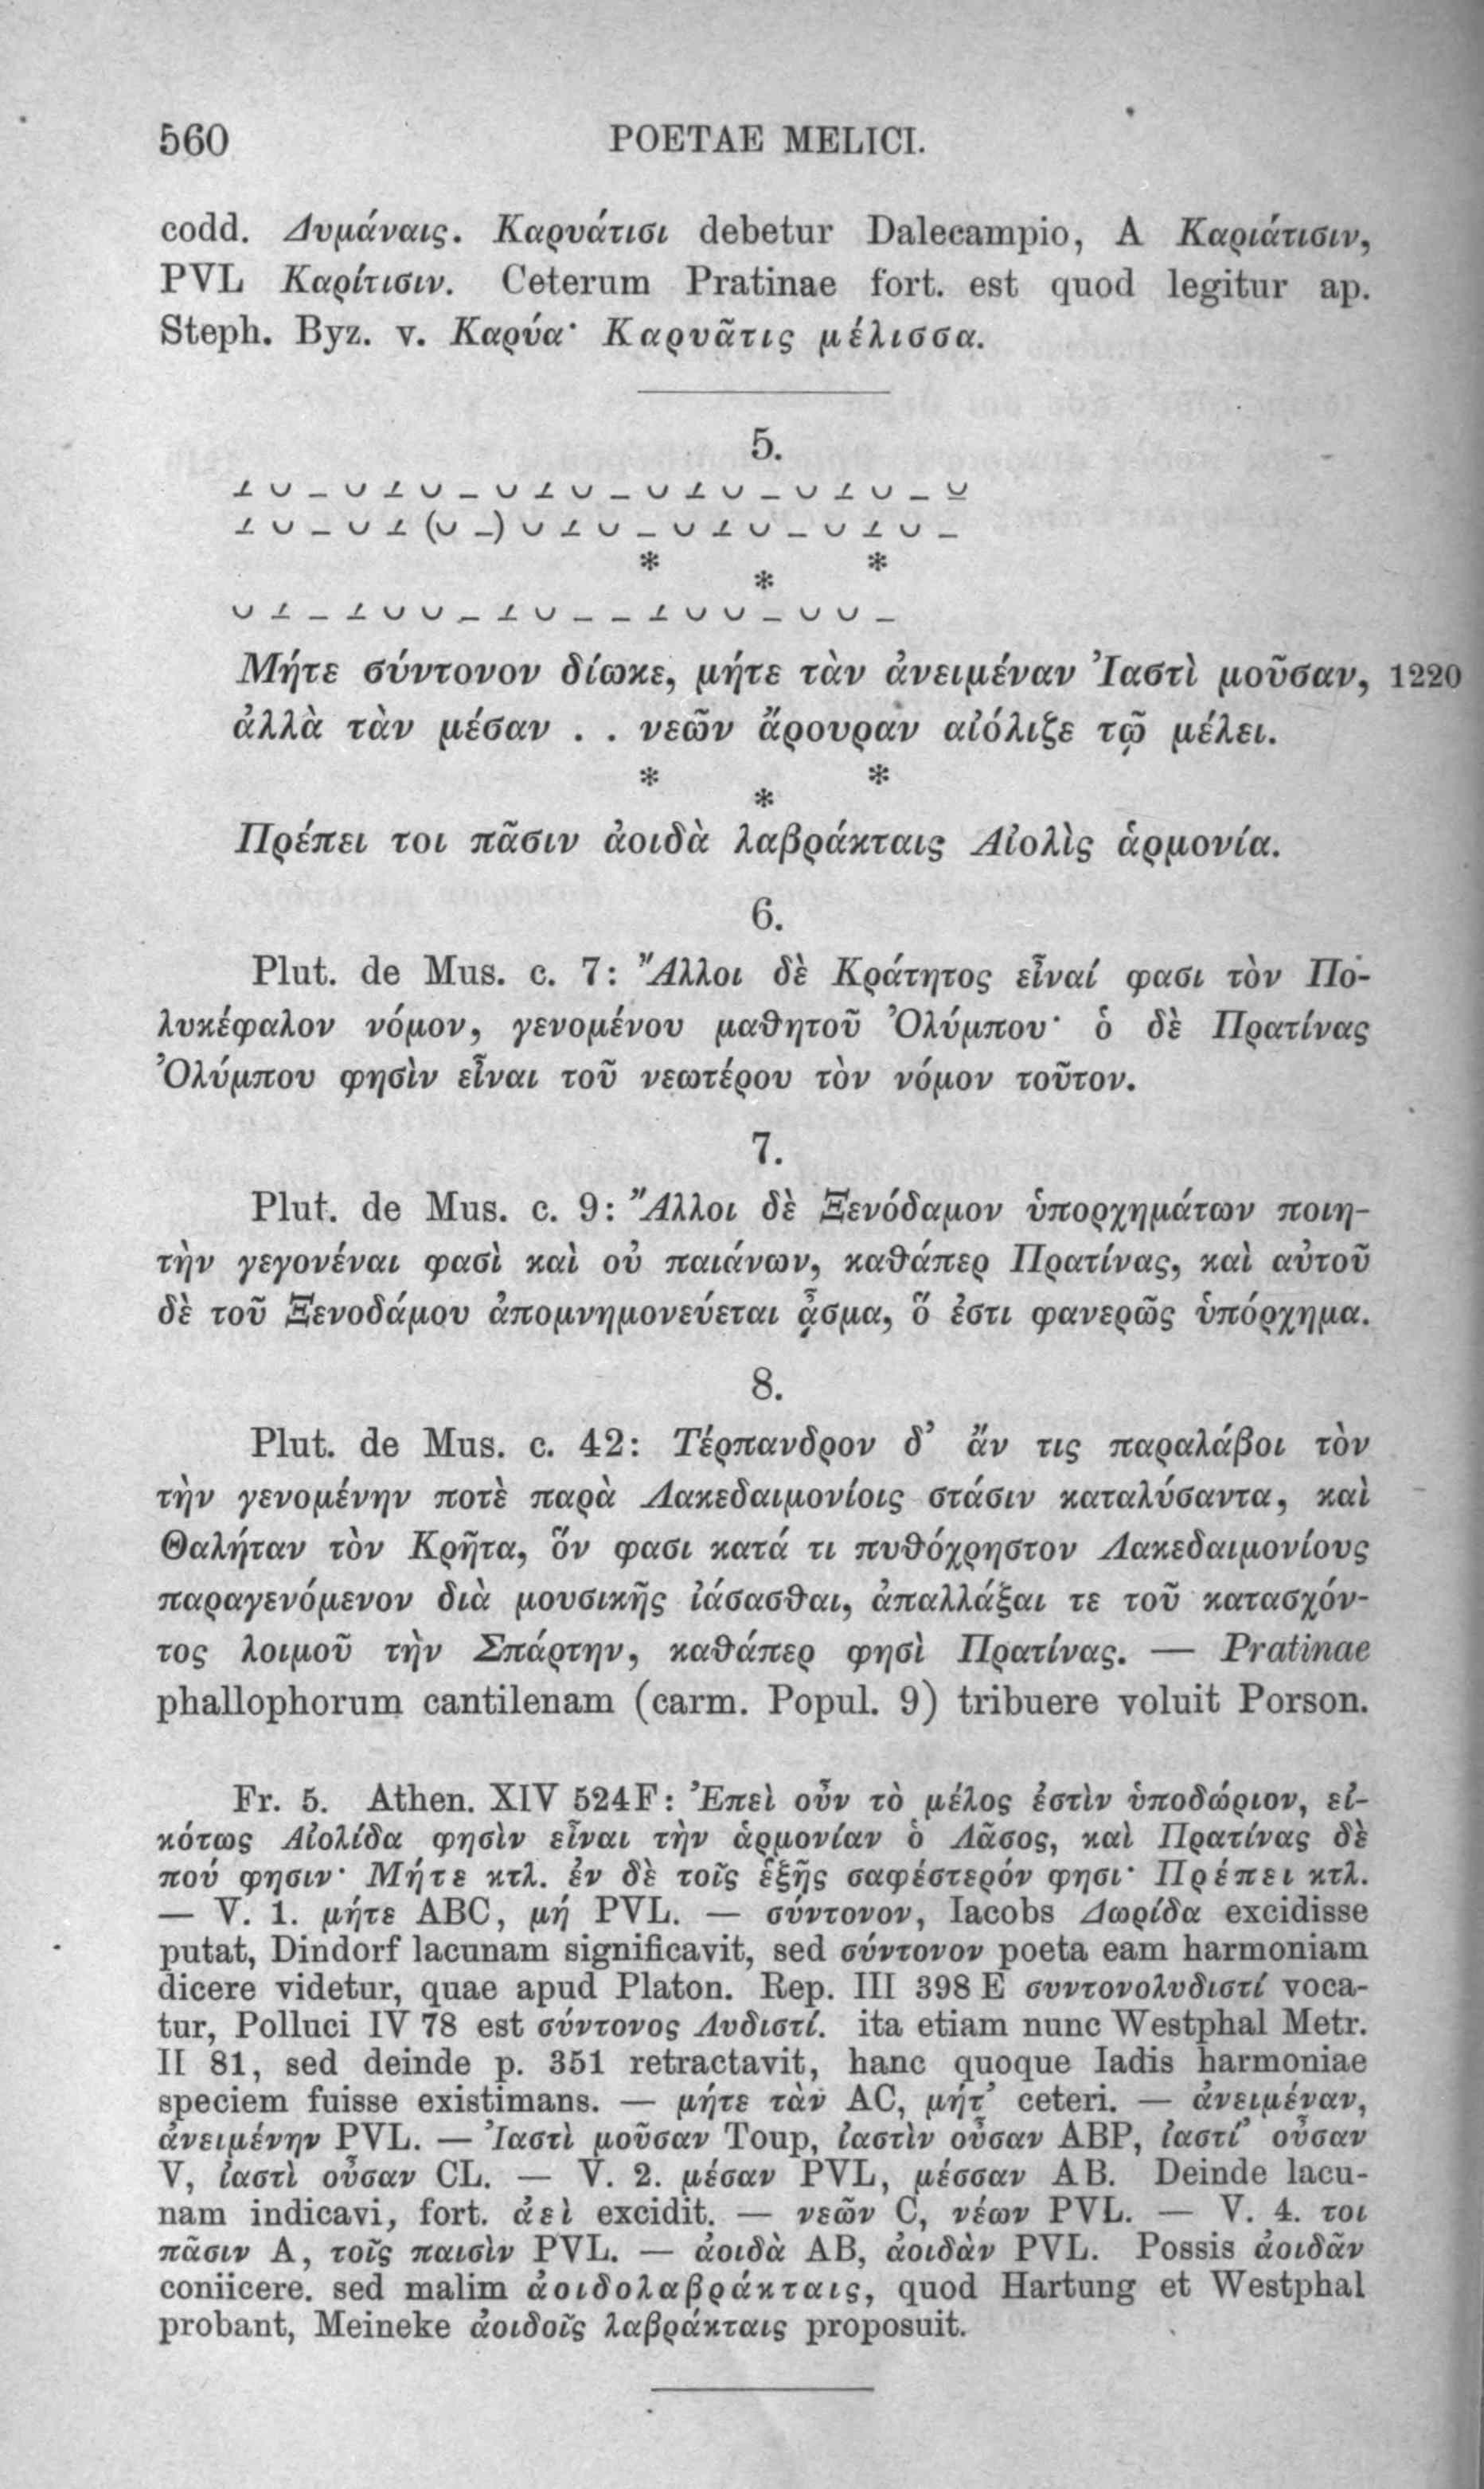 560 POETAE MELICI.
codd. Δυμάναις. Καρυάτισι debetur Dalecampio, A Καριάτισιν,
PVL Καρίτισιν. Ceterum Pratinae fort. est quod legitur ap.
Steph. Byz. v. Καρύα· Καρυᾶτις μέλισσα.
5.
⊥ ∪ – ∪ ⊥ ∪ – ∪ ⊥ ∪ – ∪ ⊥ ∪ – ∪ ⊥ ∪ – ⊻
⊥ ∪ – ∪ ⊥ (∪ –) ∪ ⊥ ∪ – ∪ ⊥ ∪ – ∪ ⊥ ∪ –
* * *
∪ ⊥ – ⊥ ∪ ∪ – ⊥ ∪ – – ⊥ ∪ ∪ – ∪ ∪ –
Μήτε σύντονον δίωκε, μήτε τὰν ἀνειμέναν Ἰαστὶ μοῦσαν, 1220
ἀλλὰ τὰν μέσαν . . νεῶν ἄρουραν αἰόλιζε τῷ μέλει.
* * *
Πρέπει τοι πᾶσιν ἀοιδὰ λαβράκταις Αἰολὶς ἁρμονία.
6.
Plut. de Mus. c. 7: Ἄλλοι δὲ Κράτητος εἶναί φασι τὸν Πο-
λυκέφαλον νόμον, γενομένου μαθητοῦ Ὀλύμπου· ὁ δὲ Πρατίνας
Ὀλύμπου φησὶν εἶναι τοῦ νεωτέρου τὸν νόμον τοῦτον.
7.
Plut. de Mus. c. 9: Ἄλλοι δὲ Ξενόδαμον ὑπορχημάτων ποιη-
τὴν γεγονέναι φασὶ καὶ οὐ παιάνων, καθάπερ Πρατίνας, καὶ αὐτοῦ
δὲ τοῦ Ξενοδάμου ἀπομνημονεύεται ᾆσμα, ὅ ἐστι φανερῶς ὑπόρχημα.
8.
Plut. de Mus. c. 42: Τέρπανδρον δ’ ἄν τις παραλάβοι τὸν
τὴν γενομένην ποτὲ παρὰ Λακεδαιμονίοις στάσιν καταλύσαντα, καὶ
Θαλήταν τὸν Κρῆτα, ὅν φασι κατά τι πυθόχρηστον Λακεδαιμονίους
παραγενόμενον διὰ μουσικῆς ἰάσασθαι, ἀπαλλάξαι τε τοῦ κατασχόν-
τος λοιμοῦ τὴν Σπάρτην, καθάπερ φησὶ Πρατίνας. — Pratinae
phallophorum cantilenam (carm. Popul. 9) tribuere voluit Porson.
Fr. 5. Athen. XIV 524F: Ἐπεὶ οὖν τὸ μέλος ἐστὶν ὑποδώριον, εἰ-
κότως Αἰολίδα φησὶν εἶναι τὴν ἁρμονίαν ὁ Λᾶσος, καὶ Πρατίνας δὲ
πού φησιν· Μήτε κτλ. ἐν δὲ τοῖς ἑξῆς σαφέστερόν φησι· Πρέπει κτλ.
— V. 1. μήτε ABC, μή PVL. — σύντονον, Iacobs Δωρίδα excidisse
putat, Dindorf lacunam significavit, sed σύντονον poeta eam harmoniam
dicere videtur, quae apud Platon. Rep. III 398 E συντονολυδιστί voca-
tur, Polluci IV 78 est σύντονος Λυδιστί. ita etiam nunc Westphal Metr.
II 81, sed deinde p. 351 retractavit, hanc quoque Iadis harmoniae
speciem fuisse existimans. — μήτε τὰν AC, μήτ’ ceteri. — ἀνειμέναν,
ἀνειμένην PVL. — Ἰαστὶ μοῦσαν Toup, ἰαστὶν οὖσαν ABP, ἰαστί’ οὖσαν
V, ἰαστὶ οὖσαν CL. — V. 2. μέσαν PVL, μέσσαν AB. Deinde lacu-
nam indicavi, fort. ἀεὶ excidit. — νεῶν C, νέων PVL. — V. 4. τοι
πᾶσιν A, τοῖς παισὶν PVL. — ἀοιδὰ AB, ἀοιδὰν PVL. Possis ἀοιδᾶν
coniicere. sed malim ἀοιδολαβράκταις, quod Hartung et Westphal
probant, Meineke ἀοιδοῖς λαβράκταις proposuit.